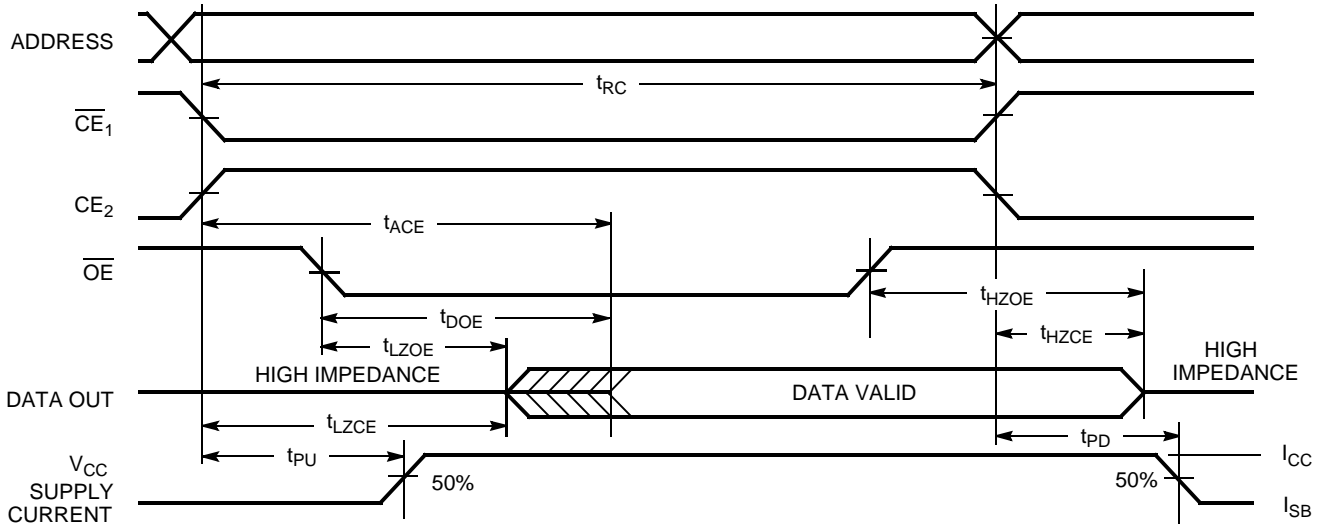 ADDRESS
tRC
CE1
CE2
tACE
OE
tHZOE
tDOE
tHZCE
tLZOE
HIGH IMPEDANCE
HIGH
IMPEDANCE
DATA OUT
DATA VALID
tLZCE
tPD
tPU
VCC
SUPPLY
CURRENT
50%
50%
ICC
ISB